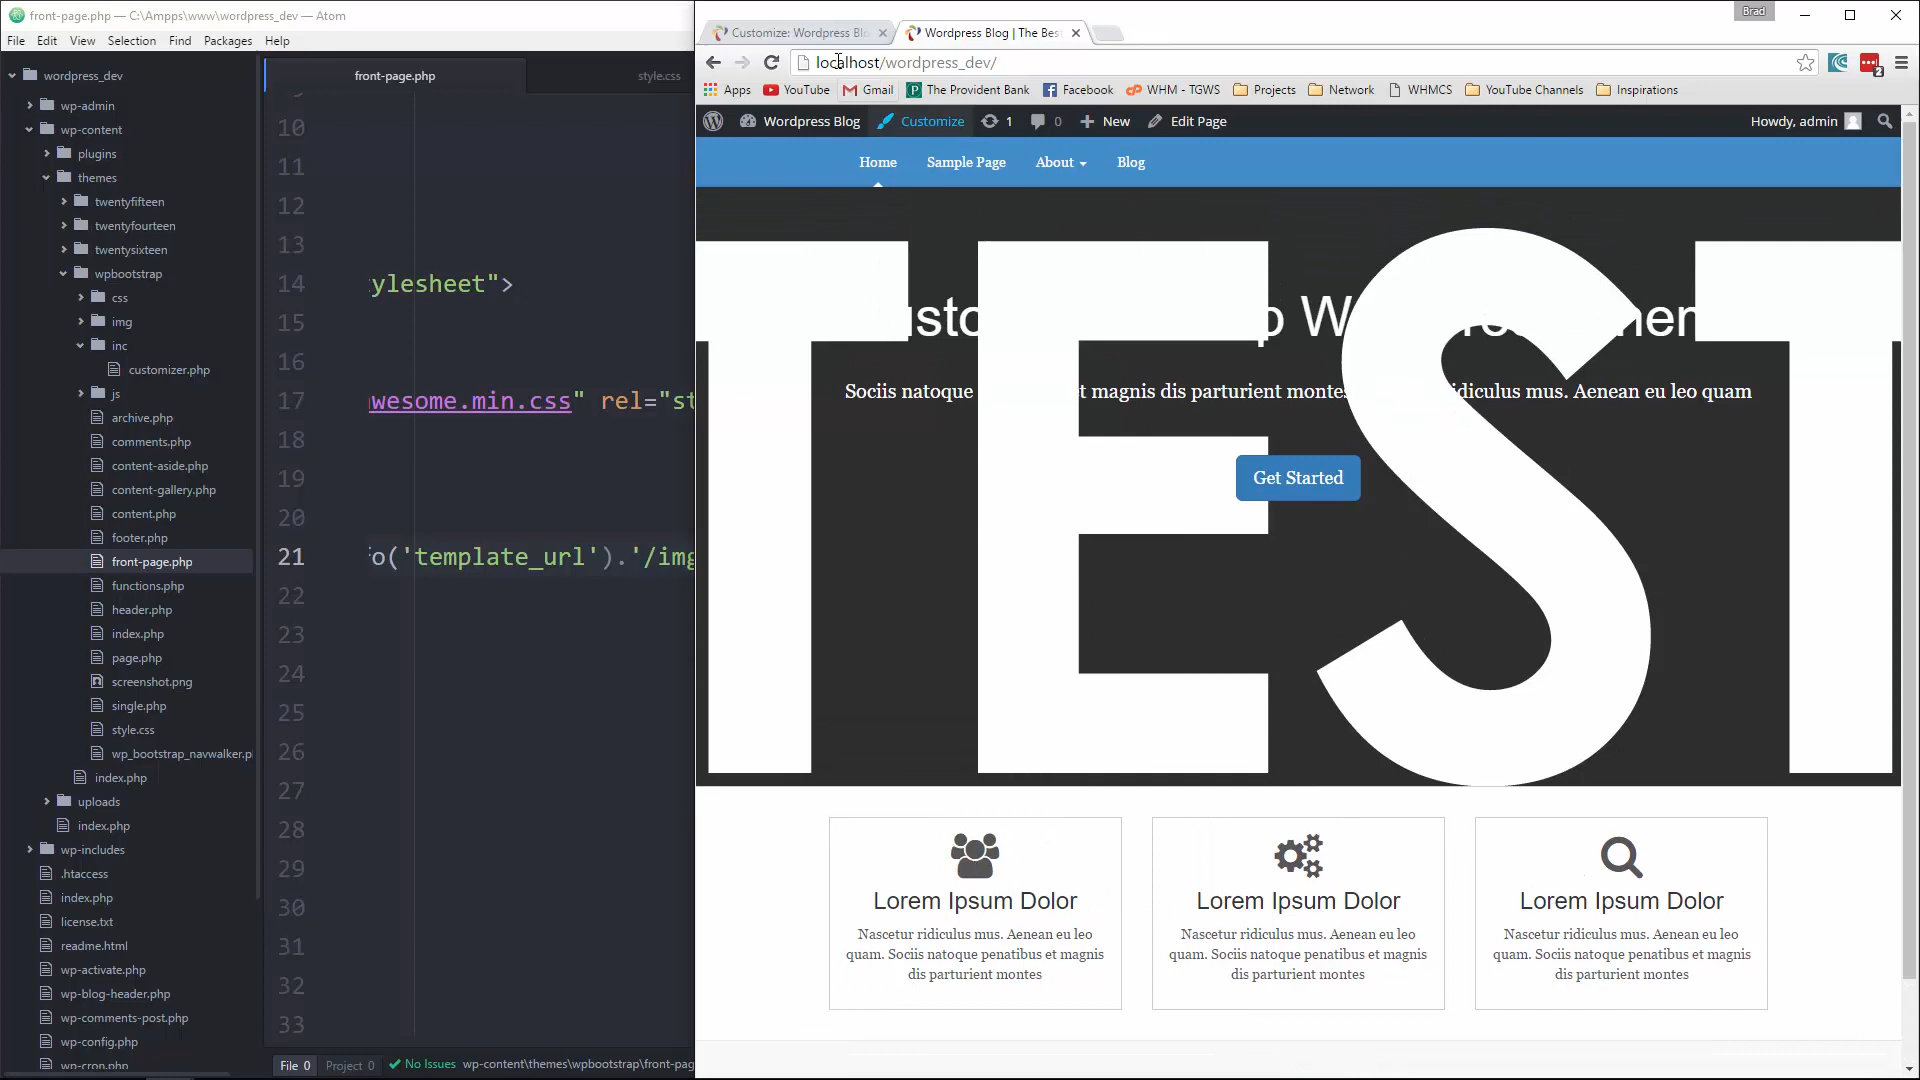 front-page.php — C:\Ampps\www\wordpress_dev — Atom
File Edit View Selection Find Packages Help
wordpress_dev
wp-admin
wp-content
plugins
themes
twentyfifteen
twentyfourteen
twentysixteen
wpbootstrap
css
img
inc
customizer.php
js
archive.php
comments.php
content-aside.php
content-gallery.php
content.php
footer.php
front-page.php
functions.php
header.php
index.php
page.php
screenshot.png
single.php
style.css
wp_bootstrap_navwalker.p
index.php
uploads
index.php
wp-includes
.htaccess
index.php
license.txt
readme.html
wp-activate.php
wp-blog-header.php
wp-comments-post.php
wp-config.php
wp-cron.php
front-page.php style.css
10
11
12
13
14 ylesheet">
15
16
17 wesome.min.css" rel="st
18
19
20
21 o('template_url').'/img
22
23
24
25
26
27
28
29
30
31
32
33
File 0 Project 0 No Issues wp-content\themes\wpbootstrap\front-pag
Brad
Customize: Wordpress Blo Wordpress Blog | The Bes
localhost/wordpress_dev/
Apps YouTube Gmail The Provident Bank Facebook WHM - TGWS Projects Network WHMCS YouTube Channels Inspirations
2
Wordpress Blog Customize 1 0 New Edit Page Howdy, admin
Home Sample Page About Blog
TEST
Sociis natoque et magnis dis parturient montes ridiculus mus. Aenean eu leo quam
Get Started
Lorem Ipsum Dolor
Nascetur ridiculus mus. Aenean eu leo
quam. Sociis natoque penatibus et magnis
dis parturient montes
Lorem Ipsum Dolor
Nascetur ridiculus mus. Aenean eu leo
quam. Sociis natoque penatibus et magnis
dis parturient montes
Lorem Ipsum Dolor
Nascetur ridiculus mus. Aenean eu leo
quam. Sociis natoque penatibus et magnis
dis parturient montes